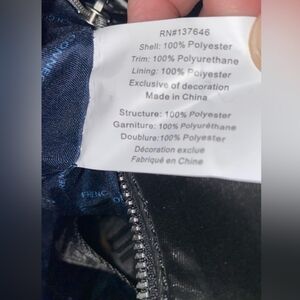 RN#137646
Shell: 100% Polyester
Trim: 100% Polyurethane
Lining: 100% Polyester
Exclusive of decoration
Made in China
Structure: 100% Polyester
Garniture: 100% Polyuréthane
Doublure: 100% Polyester
Décoration exclue
Fabriqué en Chine